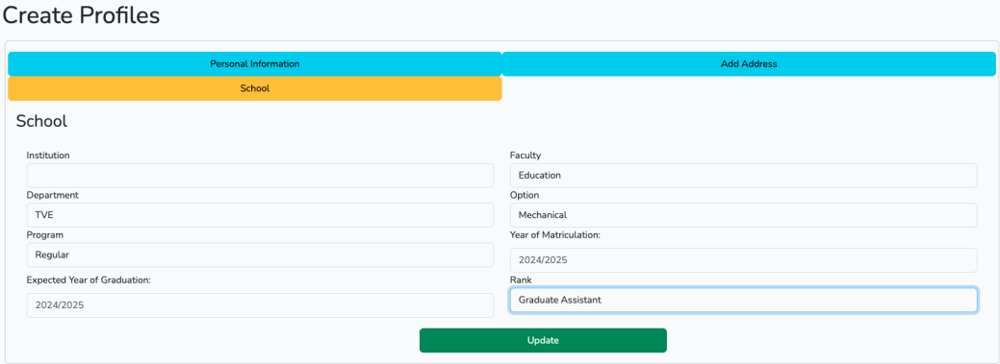 Create Profiles
Personal Information
Add Address
School
School
Institution
Faculty
Education
Department
Option
TVE
Mechanical
Program
Year of Matriculation:
Regular
2024/2025
Expected Year of Graduation:
Rank
2024/2025
Graduate Assistant
Update